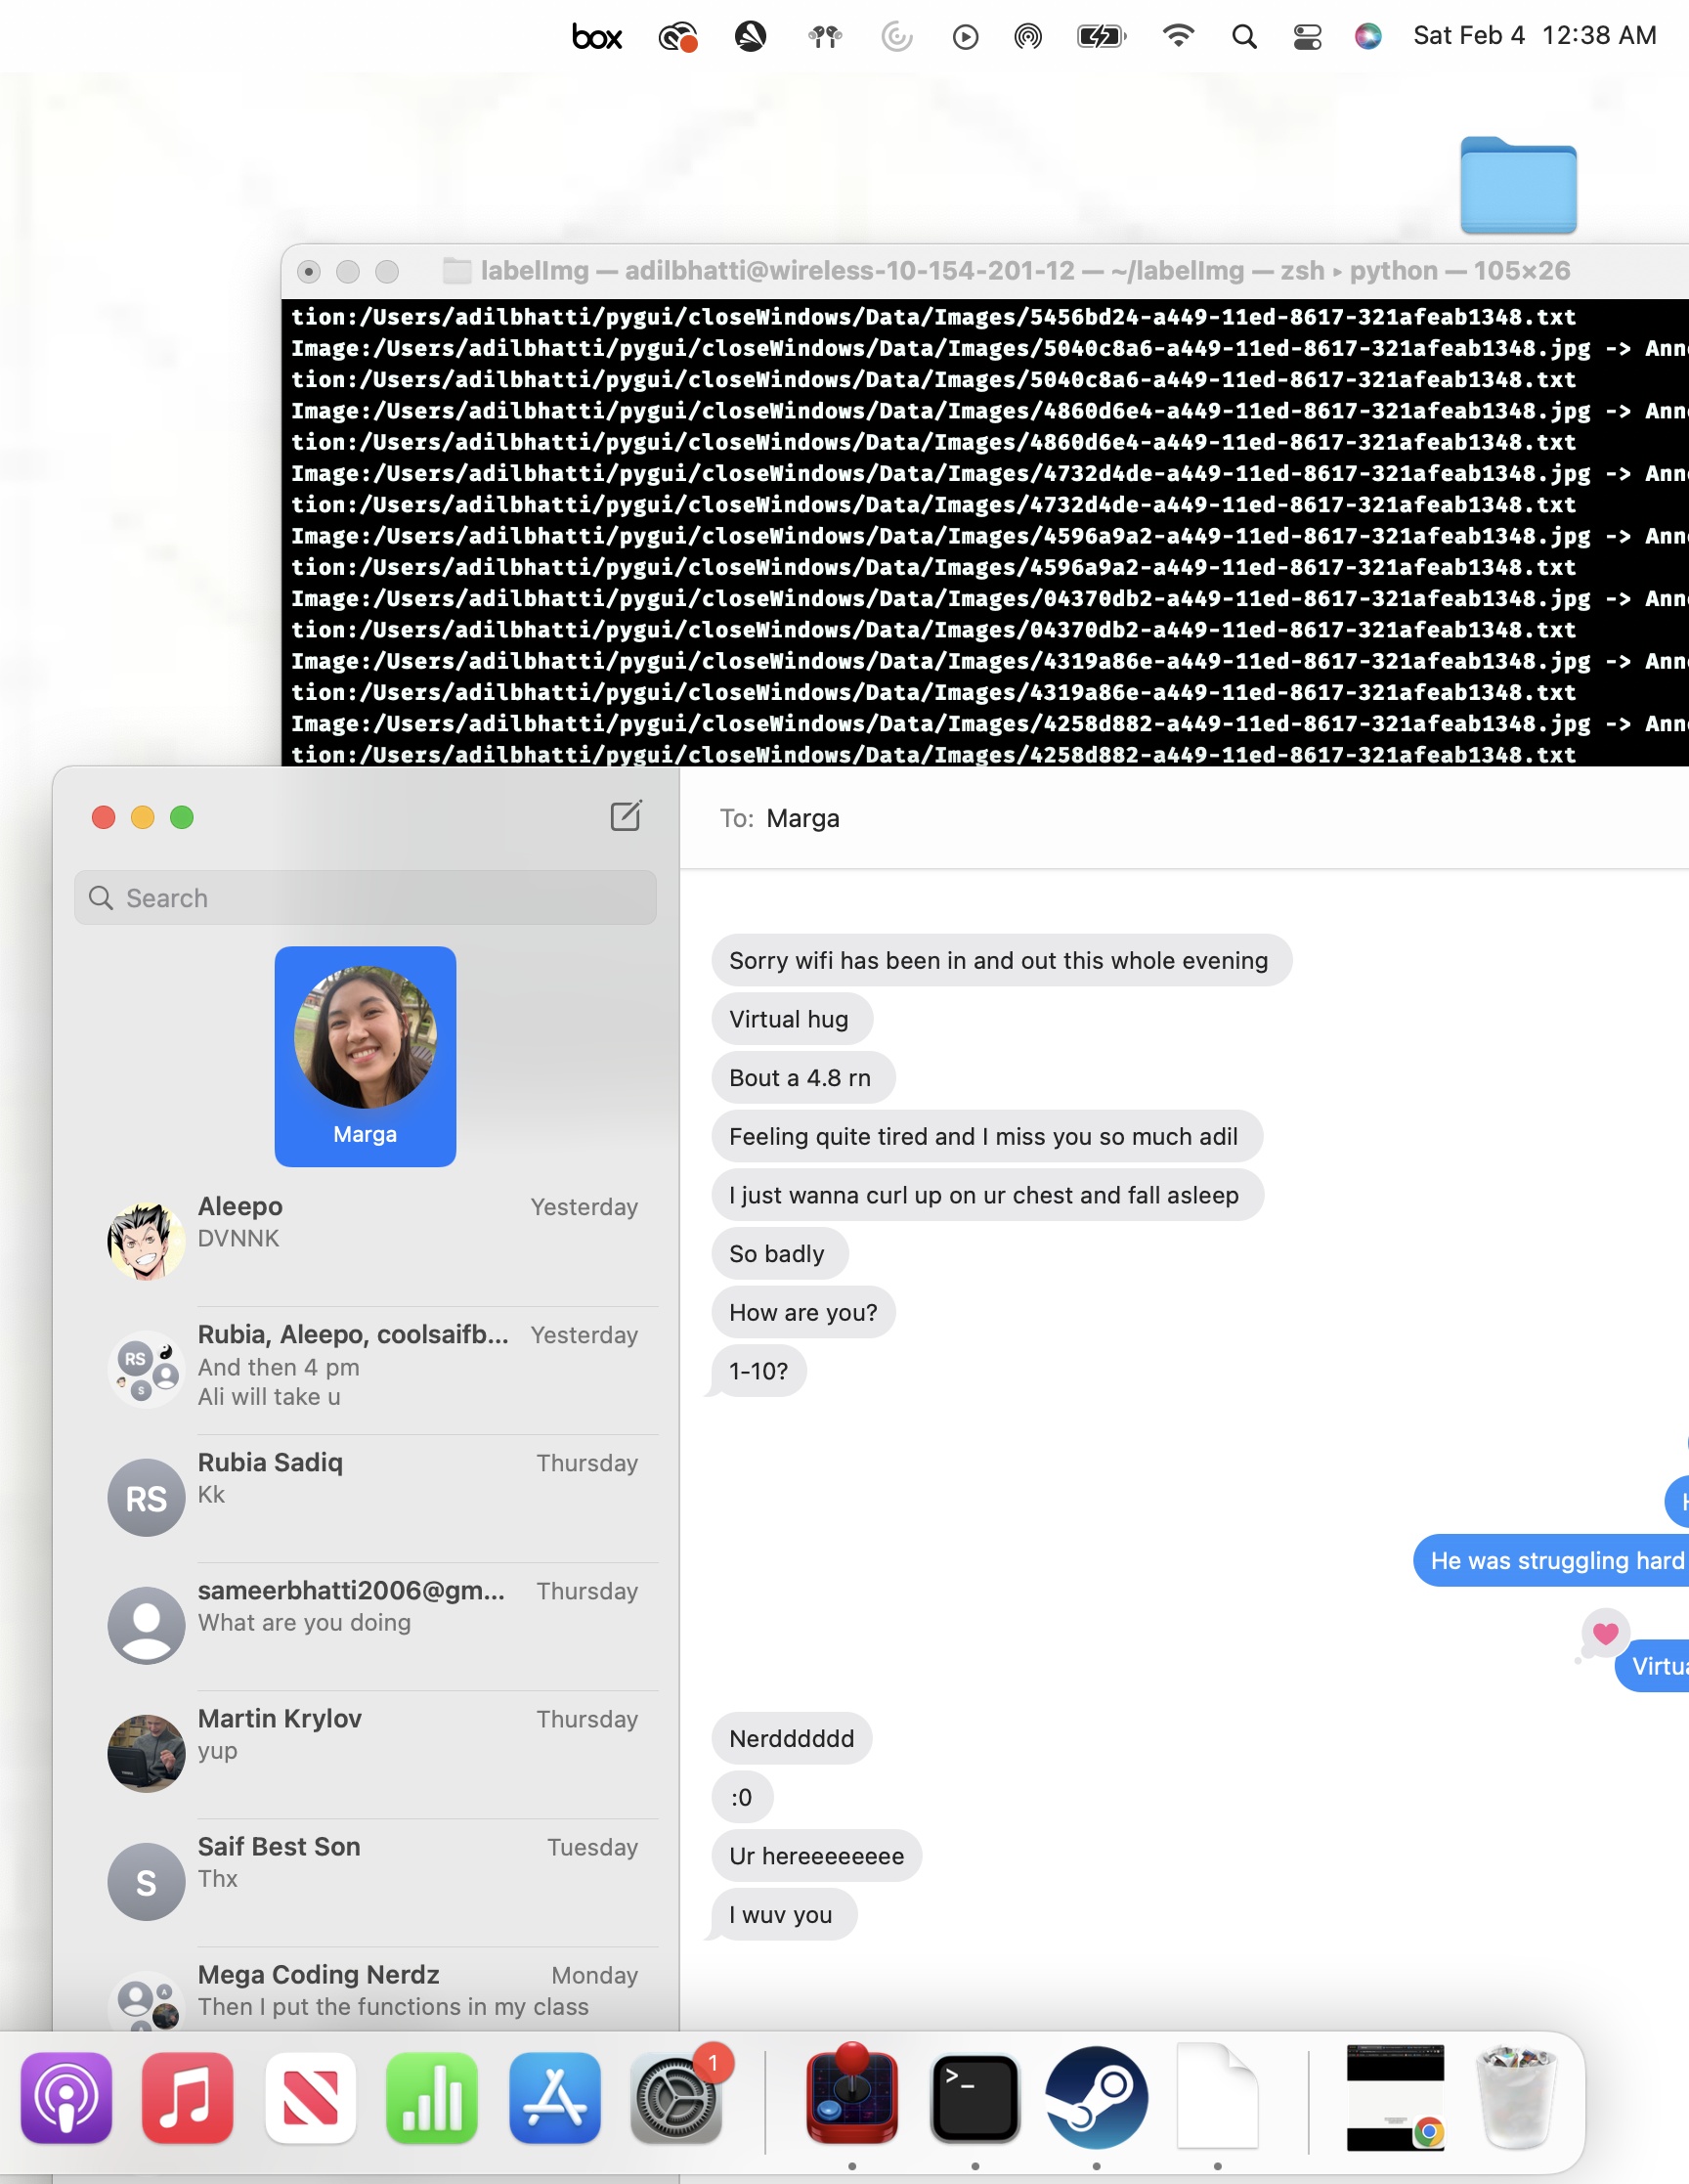 box
Sat Feb 4 12:38 AM
labelImg — adilbhatti@wireless-10-154-201-12 — ~/labelImg — zsh ▸ python — 105×26
tion:/Users/adilbhatti/pygui/closeWindows/Data/Images/5456bd24-a449-11ed-8617-321afeab1348.txt
Image:/Users/adilbhatti/pygui/closeWindows/Data/Images/5040c8a6-a449-11ed-8617-321afeab1348.jpg -> Ann
tion:/Users/adilbhatti/pygui/closeWindows/Data/Images/5040c8a6-a449-11ed-8617-321afeab1348.txt
Image:/Users/adilbhatti/pygui/closeWindows/Data/Images/4860d6e4-a449-11ed-8617-321afeab1348.jpg -> Ann
tion:/Users/adilbhatti/pygui/closeWindows/Data/Images/4860d6e4-a449-11ed-8617-321afeab1348.txt
Image:/Users/adilbhatti/pygui/closeWindows/Data/Images/4732d4de-a449-11ed-8617-321afeab1348.jpg -> Ann
tion:/Users/adilbhatti/pygui/closeWindows/Data/Images/4732d4de-a449-11ed-8617-321afeab1348.txt
Image:/Users/adilbhatti/pygui/closeWindows/Data/Images/4596a9a2-a449-11ed-8617-321afeab1348.jpg -> Ann
tion:/Users/adilbhatti/pygui/closeWindows/Data/Images/4596a9a2-a449-11ed-8617-321afeab1348.txt
Image:/Users/adilbhatti/pygui/closeWindows/Data/Images/04370db2-a449-11ed-8617-321afeab1348.jpg -> Ann
tion:/Users/adilbhatti/pygui/closeWindows/Data/Images/04370db2-a449-11ed-8617-321afeab1348.txt
Image:/Users/adilbhatti/pygui/closeWindows/Data/Images/4319a86e-a449-11ed-8617-321afeab1348.jpg -> Ann
tion:/Users/adilbhatti/pygui/closeWindows/Data/Images/4319a86e-a449-11ed-8617-321afeab1348.txt
Image:/Users/adilbhatti/pygui/closeWindows/Data/Images/4258d882-a449-11ed-8617-321afeab1348.jpg -> Ann
tion:/Users/adilbhatti/pygui/closeWindows/Data/Images/4258d882-a449-11ed-8617-321afeab1348.txt
Search
Marga
Aleepo Yesterday
DVNNK
Rubia, Aleepo, coolsaifb... Yesterday
RS
S
And then 4 pm
Ali will take u
Rubia Sadiq Thursday
RS
Kk
sameerbhatti2006@gm... Thursday
What are you doing
Martin Krylov Thursday
yup
Saif Best Son Tuesday
S
Thx
Mega Coding Nerdz Monday
A
Then I put the functions in my class
To: Marga
Sorry wifi has been in and out this whole evening
Virtual hug
Bout a 4.8 rn
Feeling quite tired and I miss you so much adil
I just wanna curl up on ur chest and fall asleep
So badly
How are you?
1-10?
He was struggling hard
Virtu
Nerdddddd
:0
Ur hereeeeeeee
I wuv you
1
>_